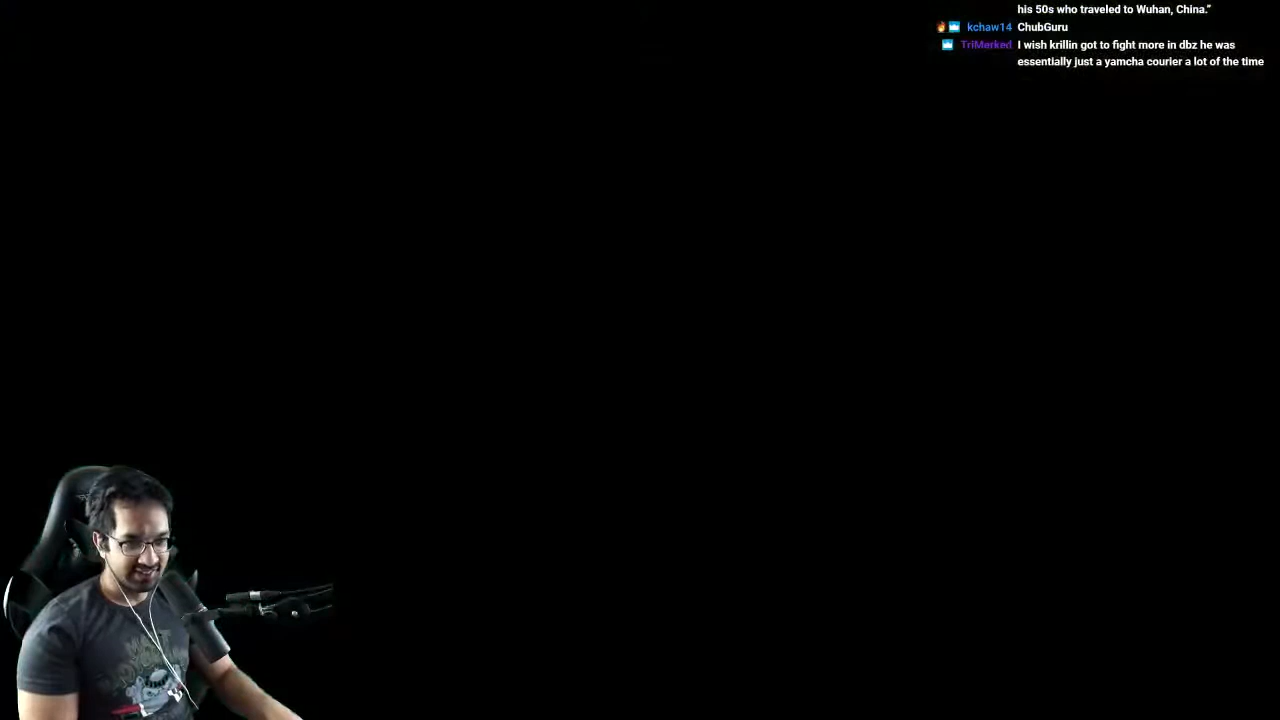 his 50s who traveled to Wuhan, China."
kchaw14 ChubGuru
TriMerked I wish krillin got to fight more in dbz he was
essentially just a yamcha courier a lot of the time